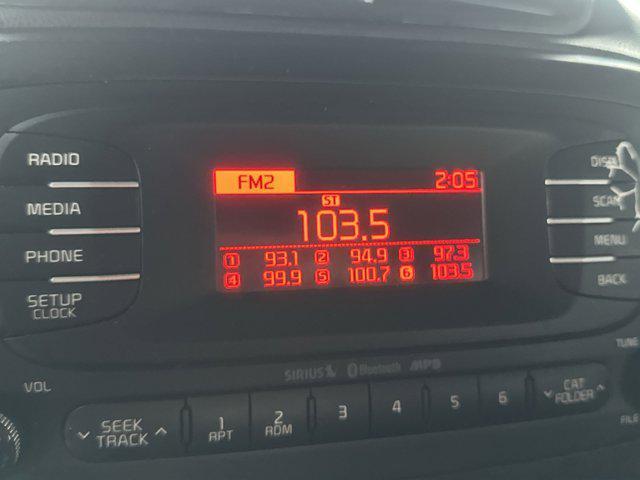 RADIO
MEDIA
PHONE
SETUP
CLOCK
VOL
FM2
2:05
ST
103.5
1 93.1 2 94.9 3 97.3
4 99.9 5 100.7 6 103.5
SCAN
MENU
BACK
TUNE
FILE
SIRIUS Bluetooth MP3
SEEK
TRACK
1
RPT
2
RDM
3
4
5
6
CAT
FOLDER